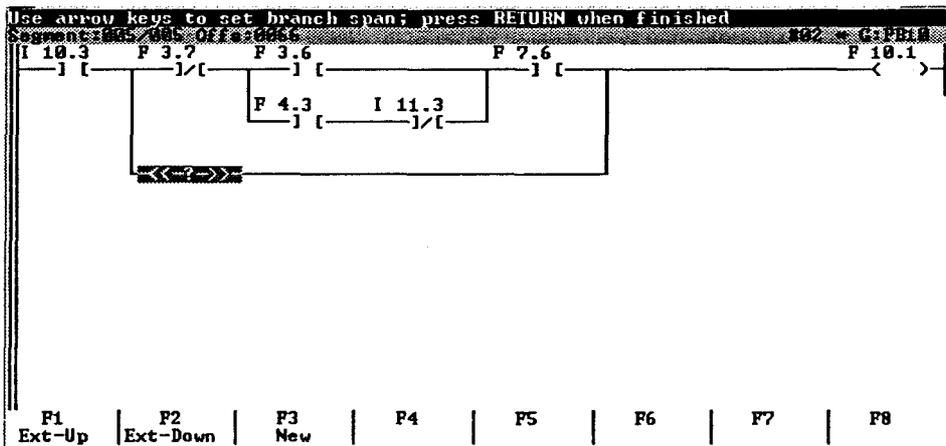 Use arrow keys to set branch span; press RETURN when finished
Segment:005/005 Offs:0066 #02 = G:PB10
I 10.3 F 3.7 F 3.6 F 7.6 F 10.1
] [ ]/[ ] [ ] [ ( )
F 4.3 I 11.3
] [ ]/[
<<-?->>
F1 F2 F3 F4 F5 F6 F7 F8
Ext-Up Ext-Down New